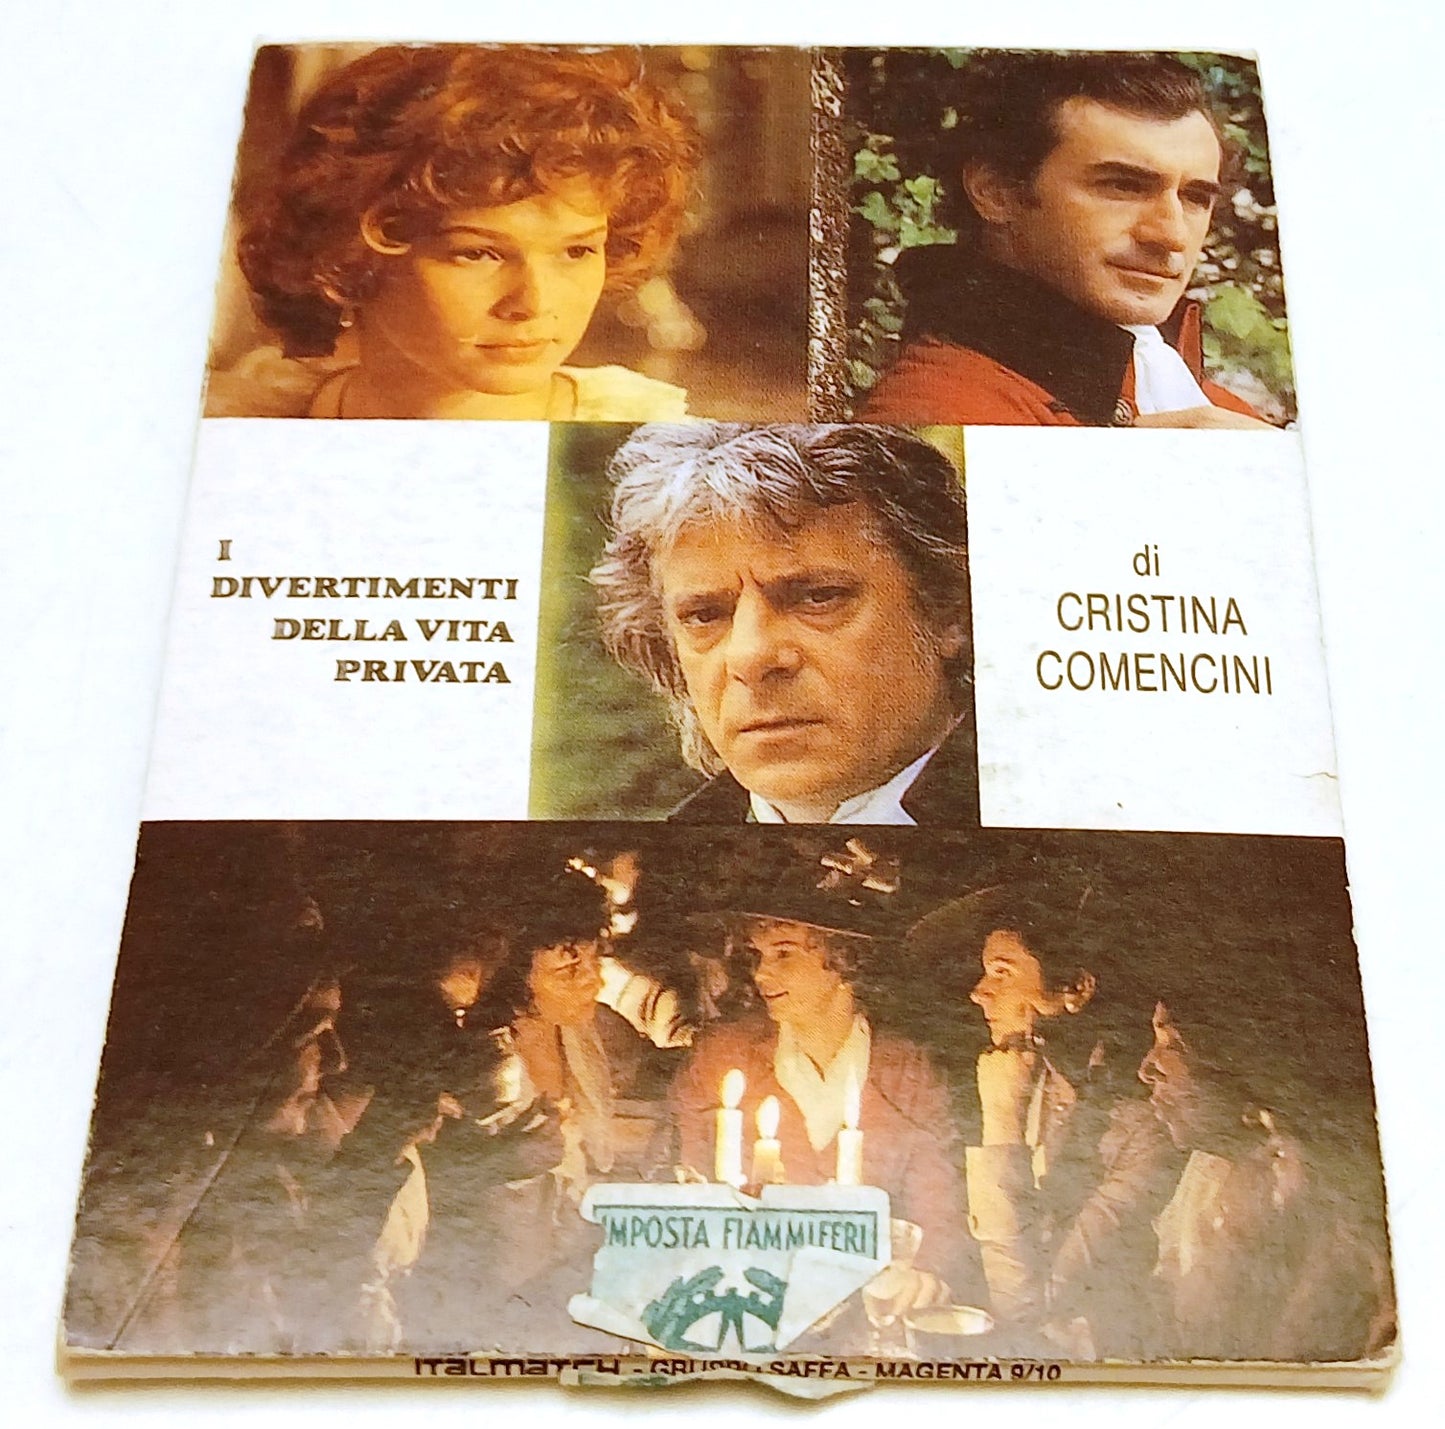 I
DIVERTIMENTI
DELLA VITA
PRIVATA
di
CRISTINA
COMENCINI
IMPOSTA FIAMMIFERI
ITALMATCH - GRUPPO SAFFA - MAGENTA 9/10